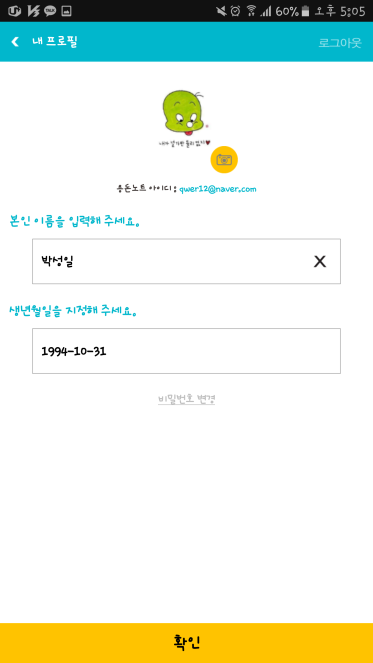 60% 오후 5:05
내 프로필
로그아웃
용돈노트 아이디 : qwer12@naver.com
본인 이름을 입력해 주세요.
박성일
X
생년월일을 지정해 주세요.
1994-10-31
비밀번호 변경
확인